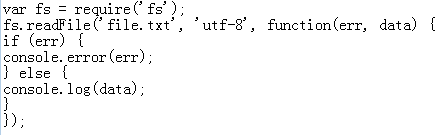 var fs = require('fs');
fs.readFile('file.txt', 'utf-8', function(err, data) {
if (err) {
console.error(err);
} else {
console.log(data);
}
});